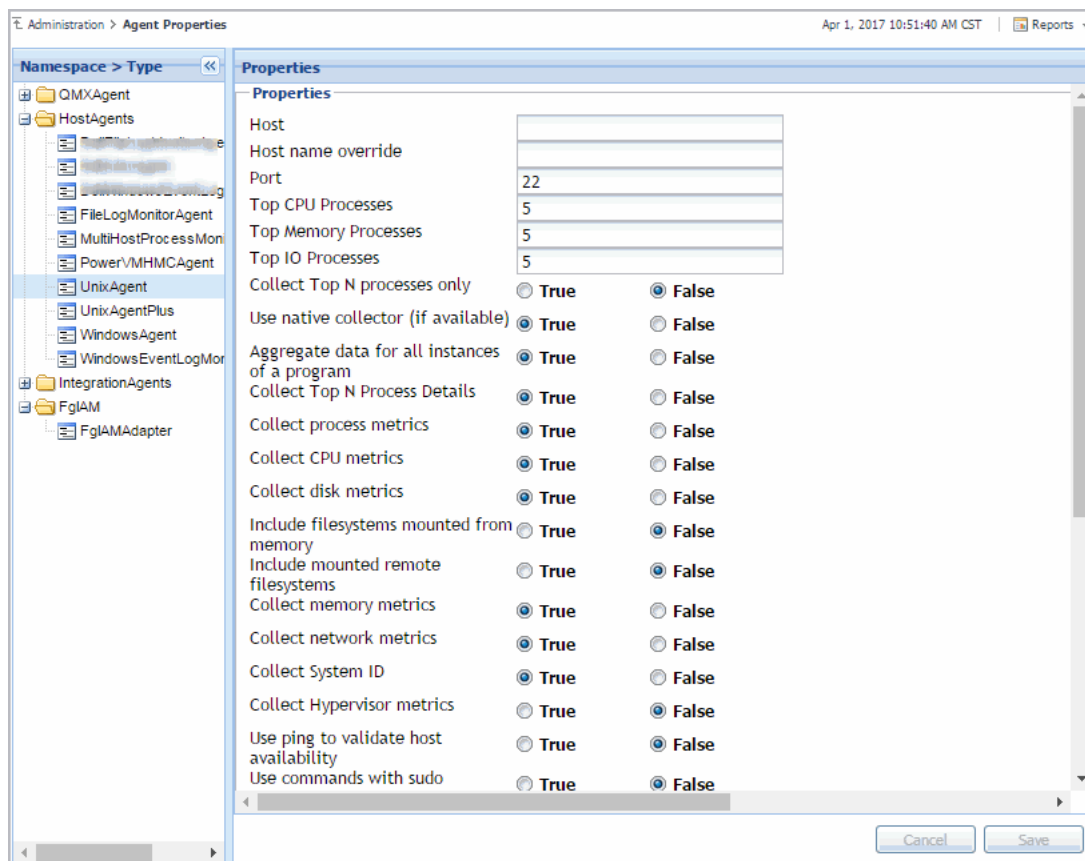 Administration > Agent Properties
Apr 1, 2017 10:51:40 AM CST | Reports
Namespace > Type
QMXAgent
HostAgents
FileLogMonitorAgent
MultiHostProcessMoni
PowerVMHMCAgent
UnixAgent
UnixAgentPlus
WindowsAgent
WindowsEventLogMor
IntegrationAgents
FglAM
FglAMAdapter
Properties
Properties
Host
Host name override
Port 22
Top CPU Processes 5
Top Memory Processes 5
Top IO Processes 5
Collect Top N processes only True False
Use native collector (if available) True False
Aggregate data for all instances
of a program True False
Collect Top N Process Details True False
Collect process metrics True False
Collect CPU metrics True False
Collect disk metrics True False
Include filesystems mounted from
memory True False
Include mounted remote
filesystems True False
Collect memory metrics True False
Collect network metrics True False
Collect System ID True False
Collect Hypervisor metrics True False
Use ping to validate host
availability True False
Use commands with sudo True False
Cancel Save